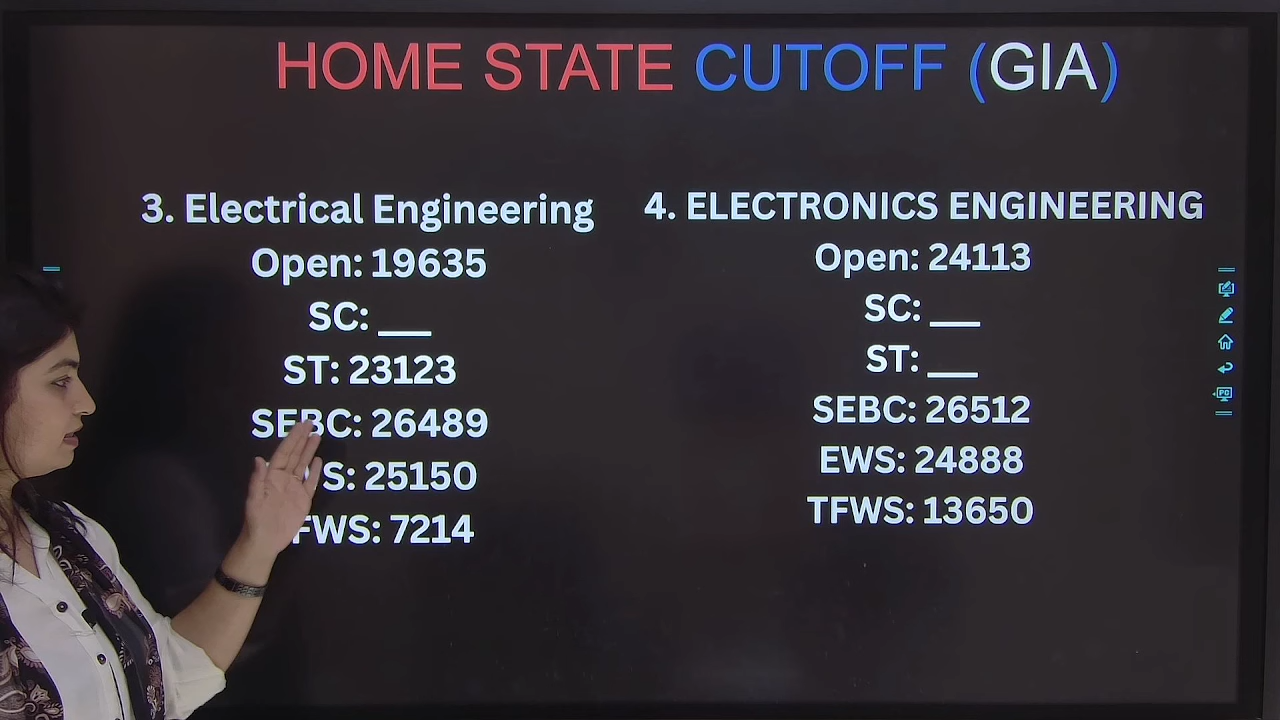 HOME STATE CUTOFF (GIA)
3. Electrical Engineering
Open: 19635
SC: ___
ST: 23123
SEBC: 26489
S: 25150
FWS: 7214
4. ELECTRONICS ENGINEERING
Open: 24113
SC: ___
ST: ___
SEBC: 26512
EWS: 24888
TFWS: 13650